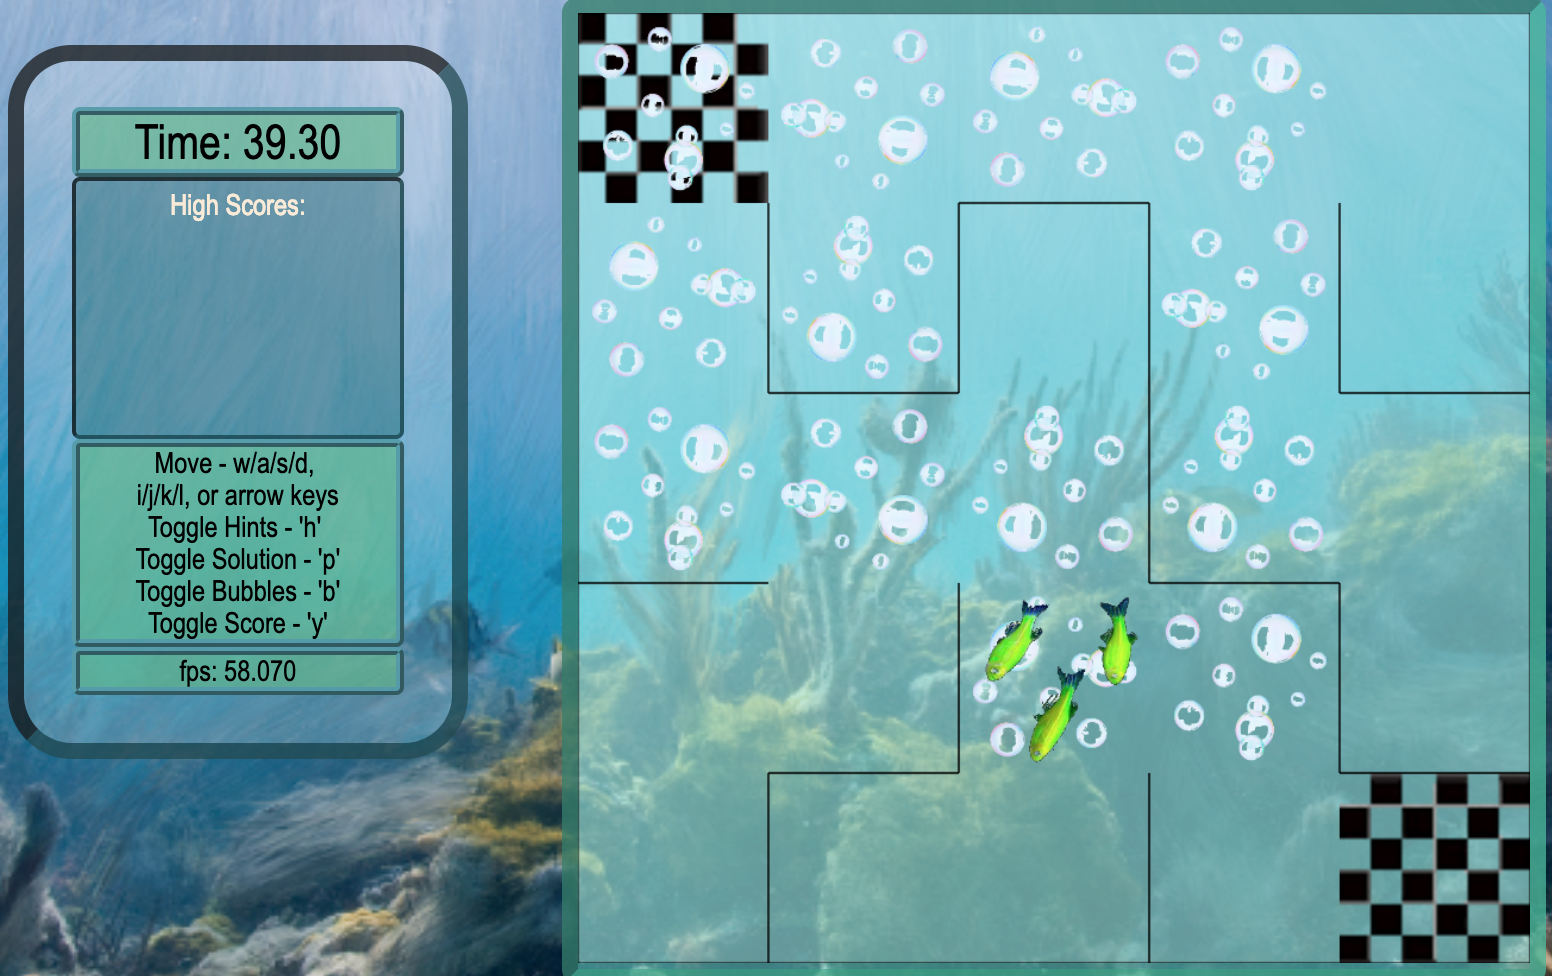 Time: 39.30
High Scores:
Move - w/a/s/d,
i/j/k/l, or arrow keys
Toggle Hints - 'h'
Toggle Solution - 'p'
Toggle Bubbles - 'b'
Toggle Score - 'y'
fps: 58.070